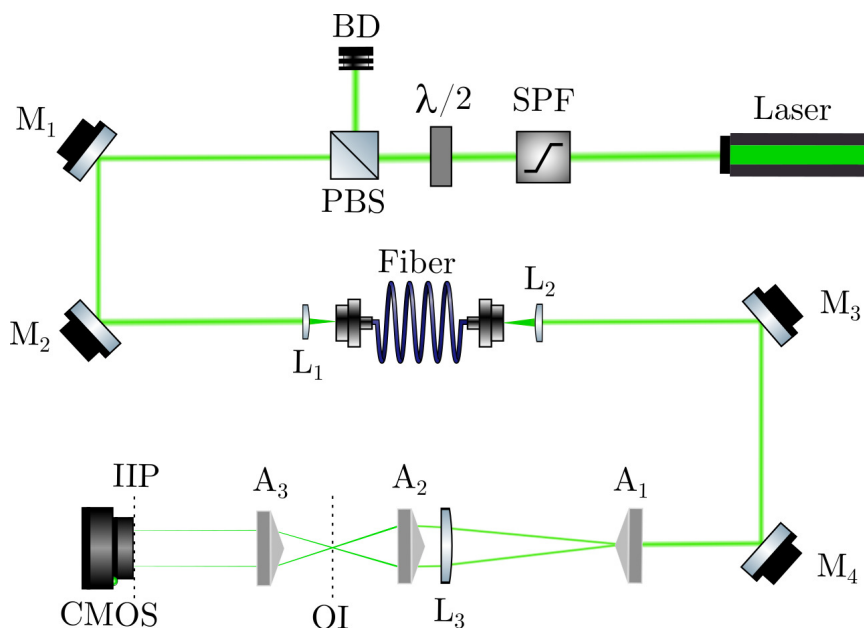 BD
λ/2
SPF
Laser
M₁
PBS
Fiber
L₂
M₃
M₂
L₁
IIP
A₃
A₂
A₁
M₄
CMOS
OI
L₃